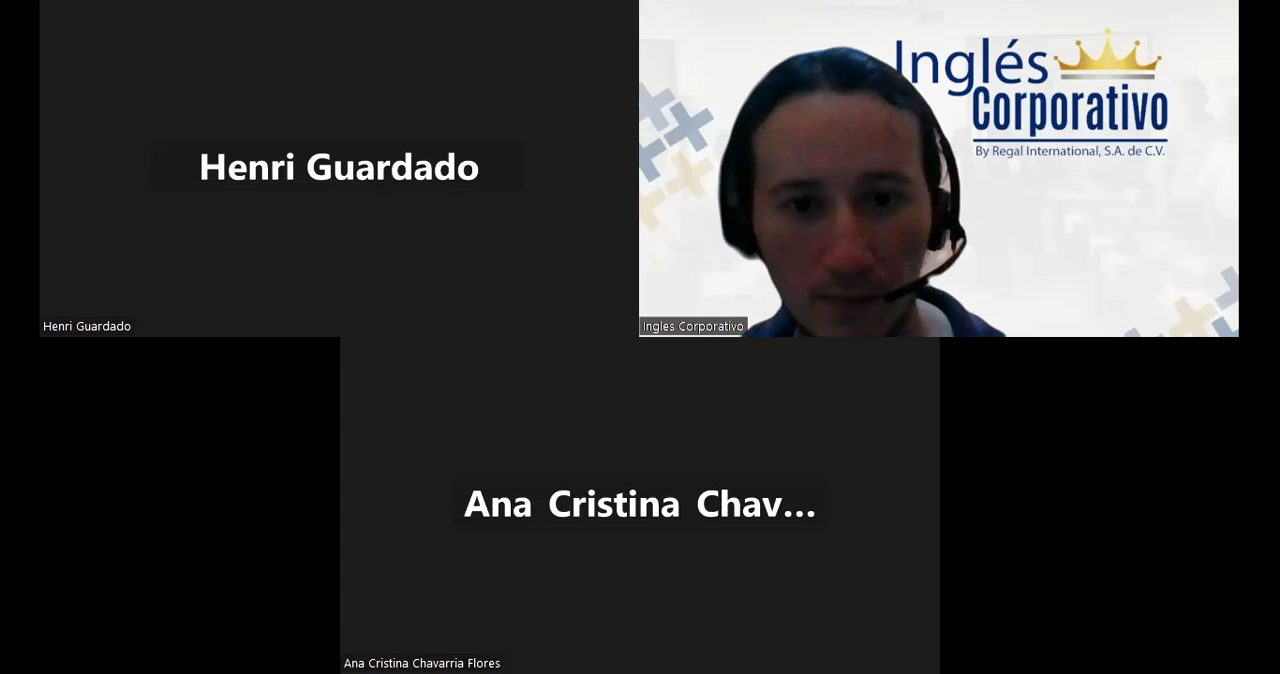 Henri Guardado
Henri Guardado
Inglés
Corporativo
By Regal International, S.A. de C.V.
Ingles Corporativo
Ana Cristina Chav...
Ana Cristina Chavarria Flores